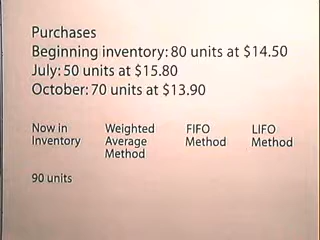 Purchases
Beginning inventory: 80 units at $14.50
July: 50 units at $15.80
October: 70 units at $13.90
Now in Inventory
Weighted Average Method
FIFO Method
LIFO Method
90 units